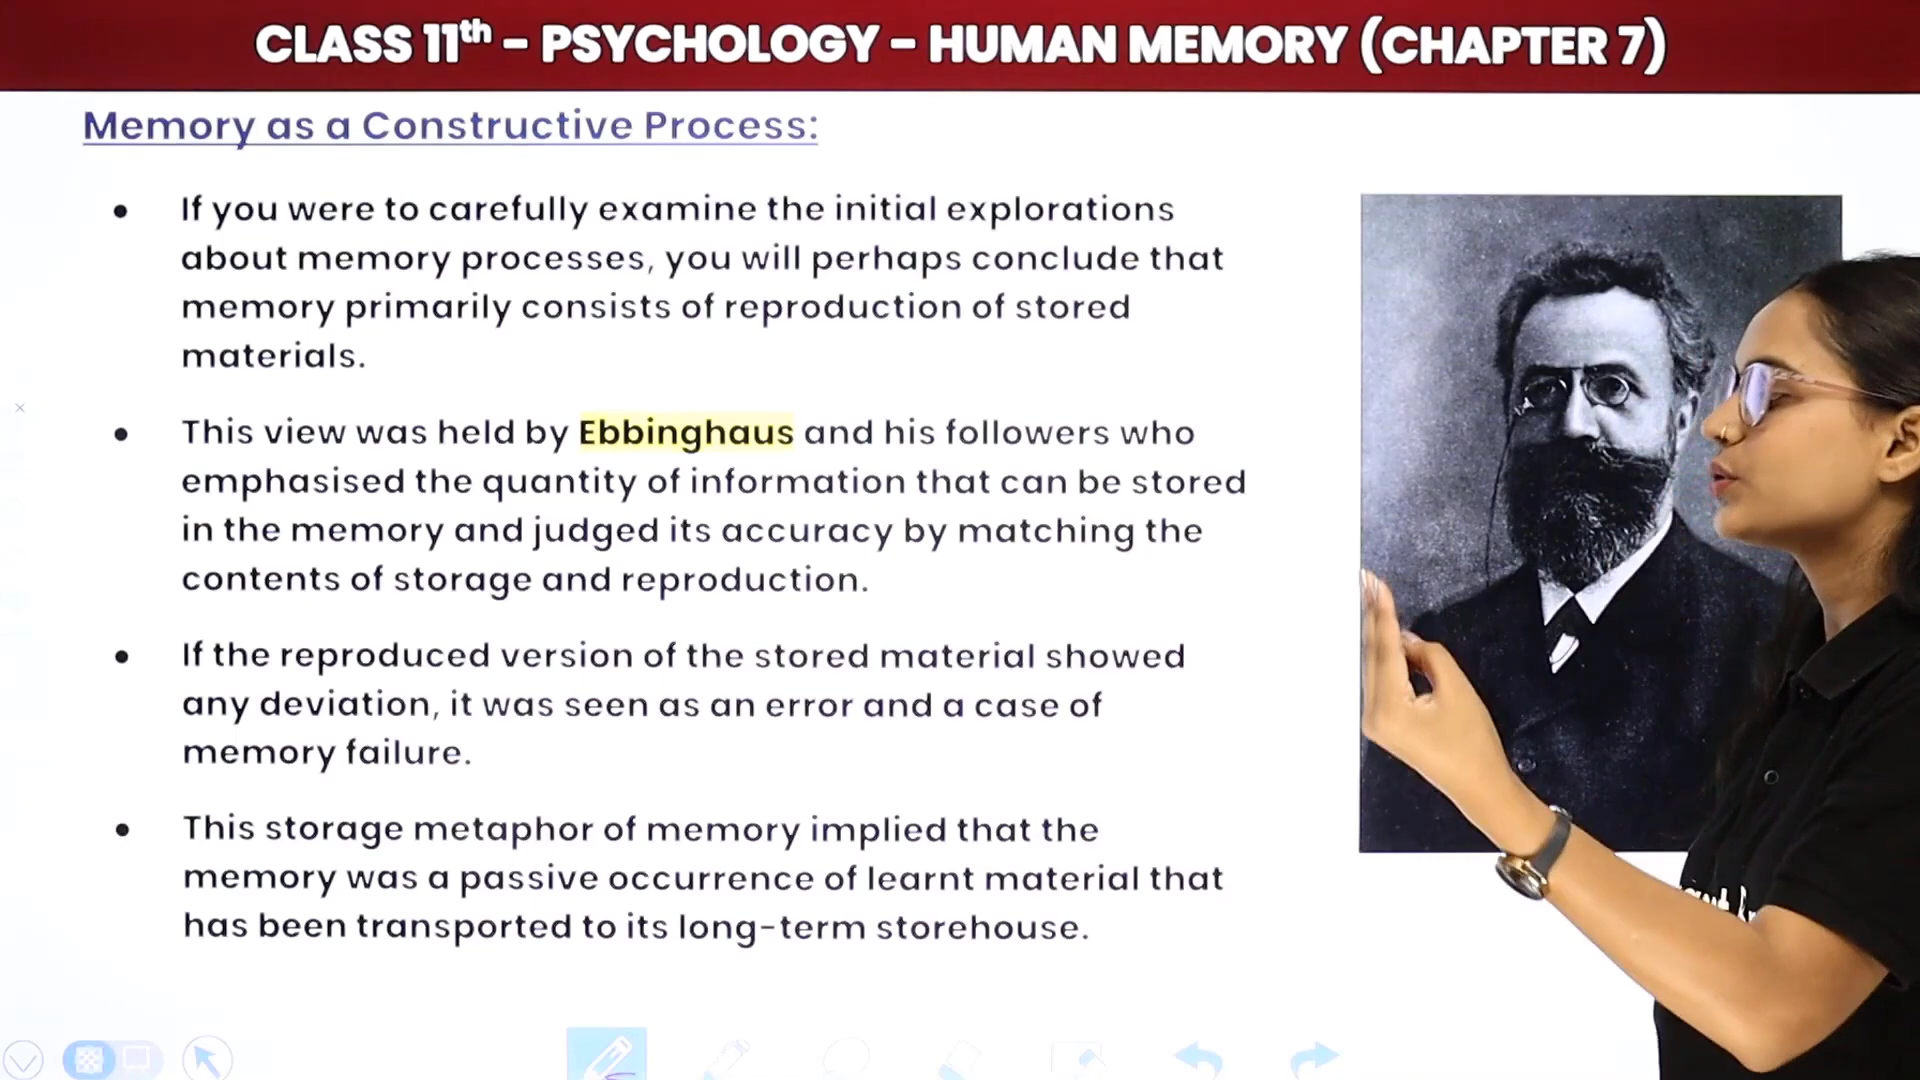 CLASS 11th – PSYCHOLOGY – HUMAN MEMORY (CHAPTER 7)
Memory as a Constructive Process:
• If you were to carefully examine the initial explorations
about memory processes, you will perhaps conclude that
memory primarily consists of reproduction of stored
materials.
• This view was held by Ebbinghaus and his followers who
emphasised the quantity of information that can be stored
in the memory and judged its accuracy by matching the
contents of storage and reproduction.
• If the reproduced version of the stored material showed
any deviation, it was seen as an error and a case of
memory failure.
• This storage metaphor of memory implied that the
memory was a passive occurrence of learnt material that
has been transported to its long-term storehouse.